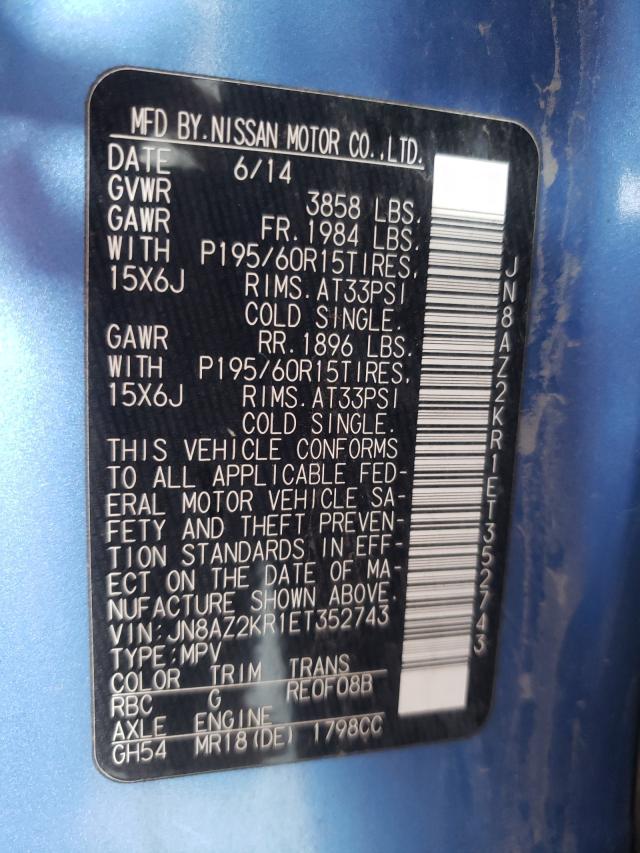 MFD BY.NISSAN MOTOR CO.,LTD.
DATE 6/14
GVWR 3858 LBS.
GAWR FR. 1984 LBS.
WITH P195/60R15TIRES,
15X6J RIMS.AT33PSI
COLD SINGLE.
GAWR RR. 1896 LBS.
WITH P195/60R15TIRES,
15X6J RIMS.AT33PSI
COLD SINGLE.
THIS VEHICLE CONFORMS
TO ALL APPLICABLE FED-
ERAL MOTOR VEHICLE SA-
FETY AND THEFT PREVEN-
TION STANDARDS IN EFF-
ECT ON THE DATE OF MA-
NUFACTURE SHOWN ABOVE.
VIN:JN8AZ2KR1ET352743
TYPE:MPV
COLOR TRIM TRANS
RBC G RE0F08B
AXLE ENGINE
GH54 MR18(DE) 1798CC
JN8AZ2KR1ET352743